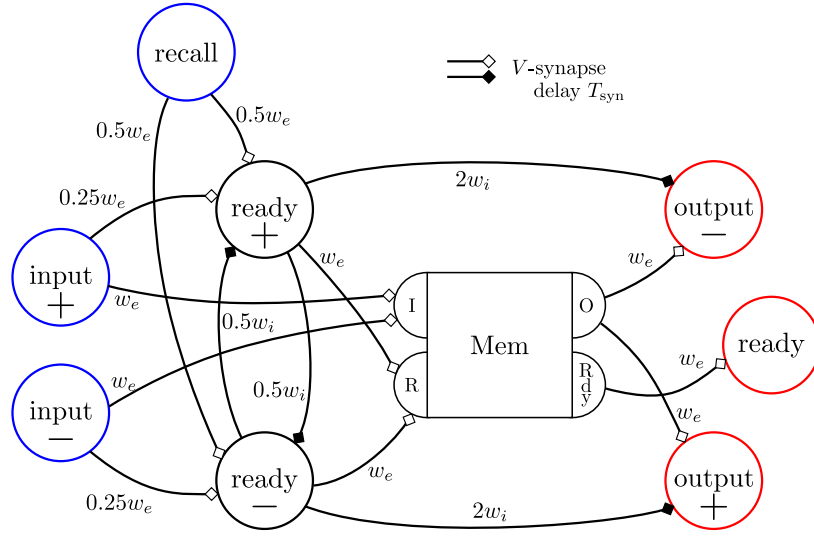 recall
V-synapse
delay T_syn
0.5w_e
0.5w_e
0.25w_e
ready
+
2w_i
output
−
input
+
w_e
w_e
w_e
I
O
Mem
ready
0.5w_i
w_e
R
Rdy
w_e
0.5w_i
w_e
input
−
w_e
ready
−
0.25w_e
2w_i
output
+